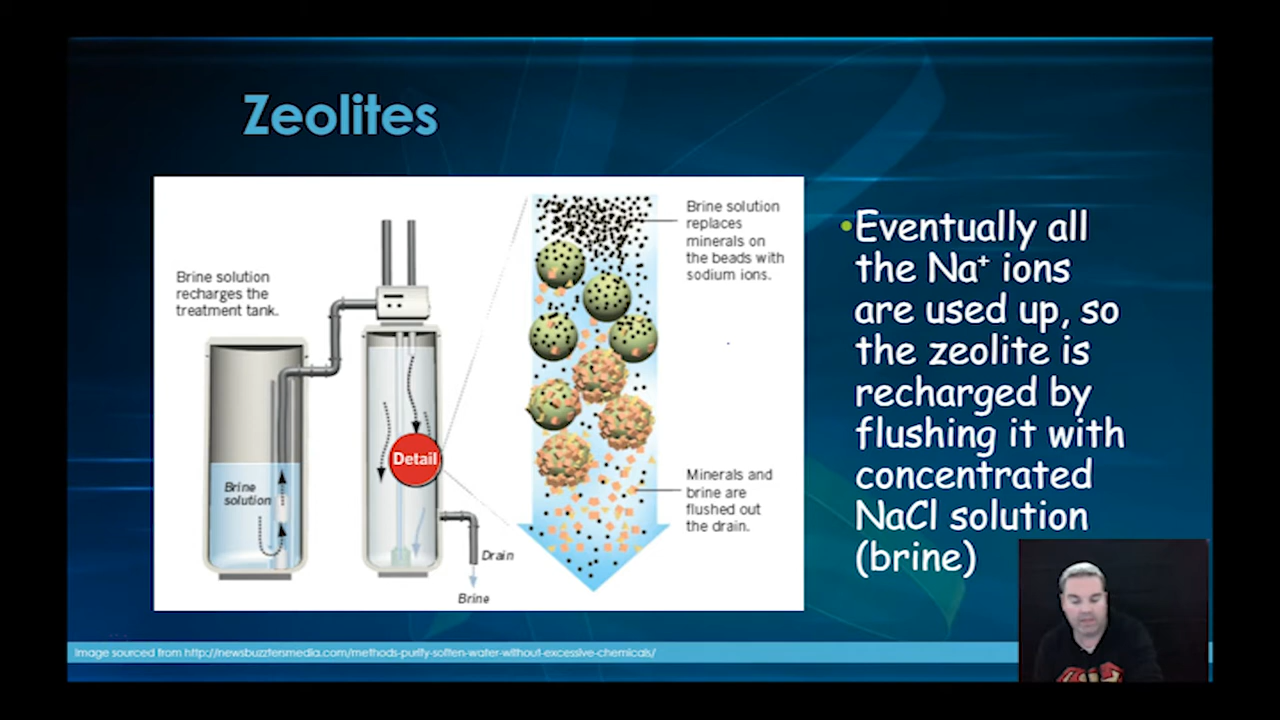 Zeolites
Brine solution
recharges the
treatment tank.
Brine
solution
Detail
Drain
Brine
Brine solution
replaces
minerals on
the beads with
sodium ions.
Minerals and
brine are
flushed out
the drain.
•Eventually all
the Na⁺ ions
are used up, so
the zeolite is
recharged by
flushing it with
concentrated
NaCl solution
(brine)
Image sourced from http://newsbuzztersmedia.com/methods-purify-soften-water-without-excessive-chemicals/